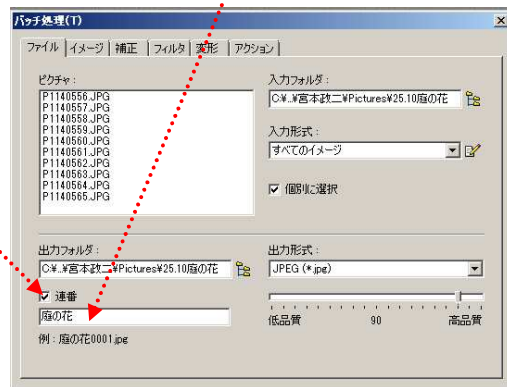 バッチ処理(T)
ファイル イメージ 補正 フィルタ 変形 アクション
ピクチャ:
P1140556.JPG
P1140557.JPG
P1140558.JPG
P1140559.JPG
P1140560.JPG
P1140561.JPG
P1140562.JPG
P1140563.JPG
P1140564.JPG
P1140565.JPG
入力フォルダ:
C:¥..¥宮本政二¥Pictures¥25.10庭の花
入力形式:
すべてのイメージ
個別に選択
出力フォルダ:
C:¥..¥宮本政二¥Pictures¥25.10庭の花
連番
庭の花
例:庭の花0001.jpg
出力形式:
JPEG (*.jpg)
低品質 90 高品質